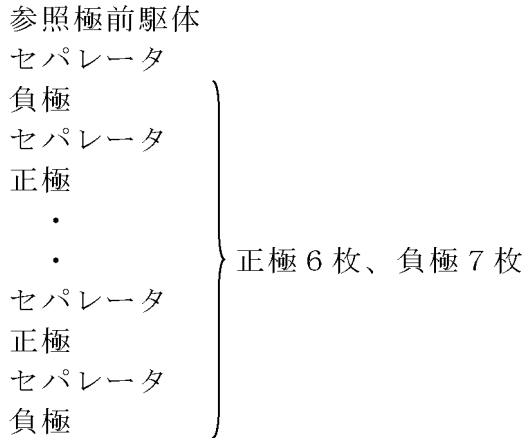 参照極前駆体
セパレータ
負極
セパレータ
正極
・
・
正極6枚、負極7枚
セパレータ
正極
セパレータ
負極